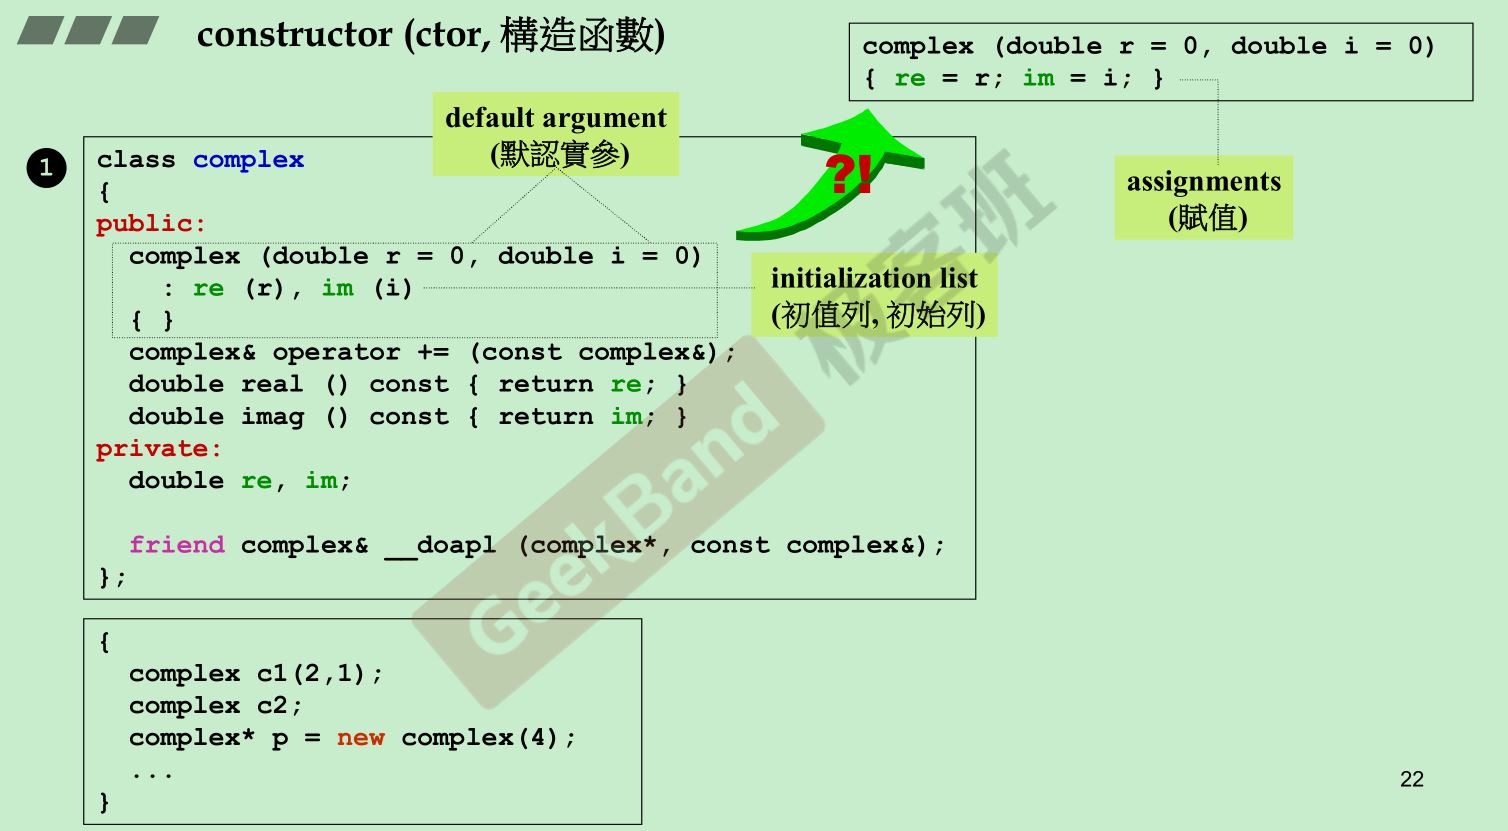 constructor (ctor, 構造函數)
complex (double r = 0, double i = 0)
{ re = r; im = i; }
assignments
(賦值)
default argument
(默認實參)
?!
initialization list
(初值列, 初始列)
1
class complex
{
public:
complex (double r = 0, double i = 0)
: re (r), im (i)
{ }
complex& operator += (const complex&);
double real () const { return re; }
double imag () const { return im; }
private:
double re, im;
friend complex& __doapl (complex*, const complex&);
};
{
complex c1(2,1);
complex c2;
complex* p = new complex(4);
...
}
GeekBand 极客班
22